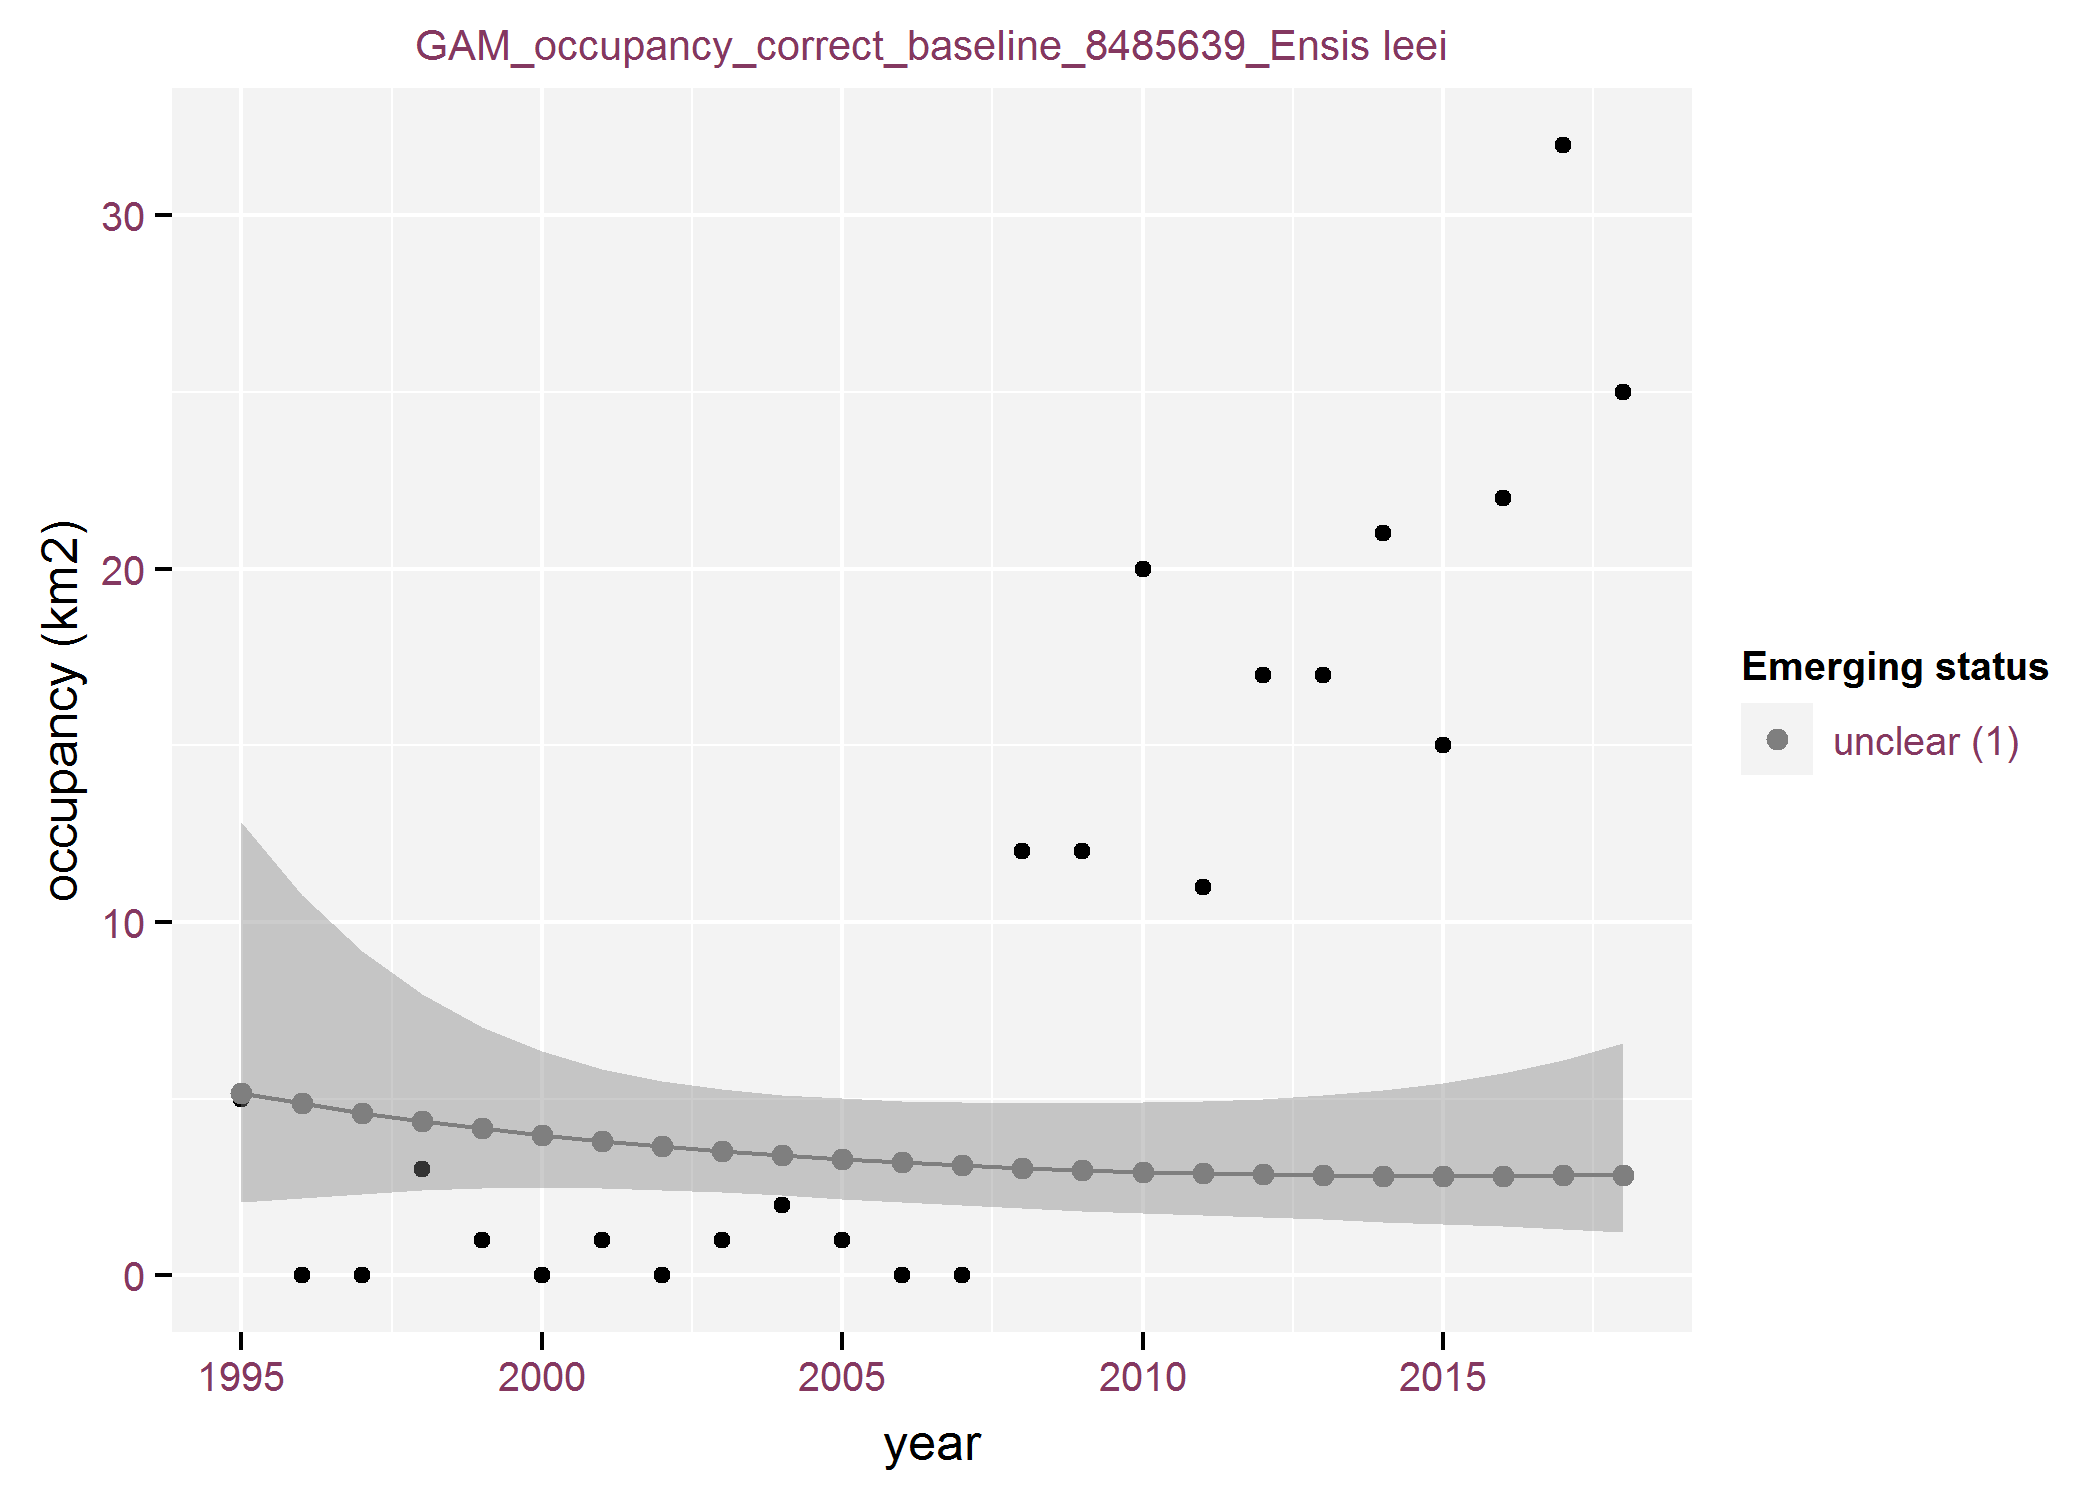 GAM_occupancy_correct_baseline_8485639_Ensis leei
occupancy (km2)
30
20
10
0
1995 2000 2005 2010 2015
year
Emerging status
unclear (1)